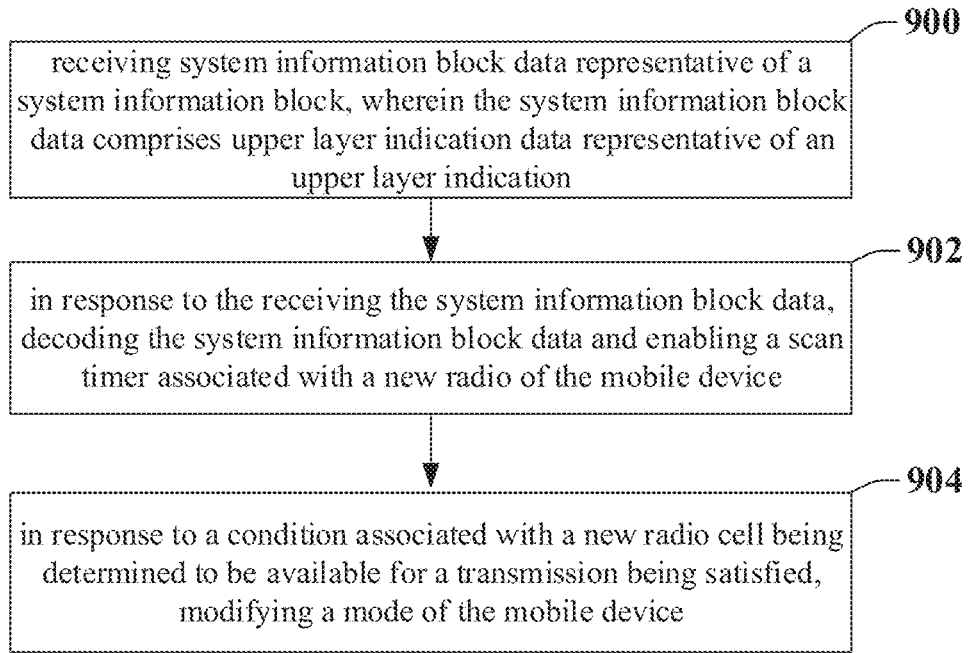 900
receiving system information block data representative of a
system information block, wherein the system information block
data comprises upper layer indication data representative of an
upper layer indication
902
in response to the receiving the system information block data,
decoding the system information block data and enabling a scan
timer associated with a new radio of the mobile device
904
in response to a condition associated with a new radio cell being
determined to be available for a transmission being satisfied,
modifying a mode of the mobile device